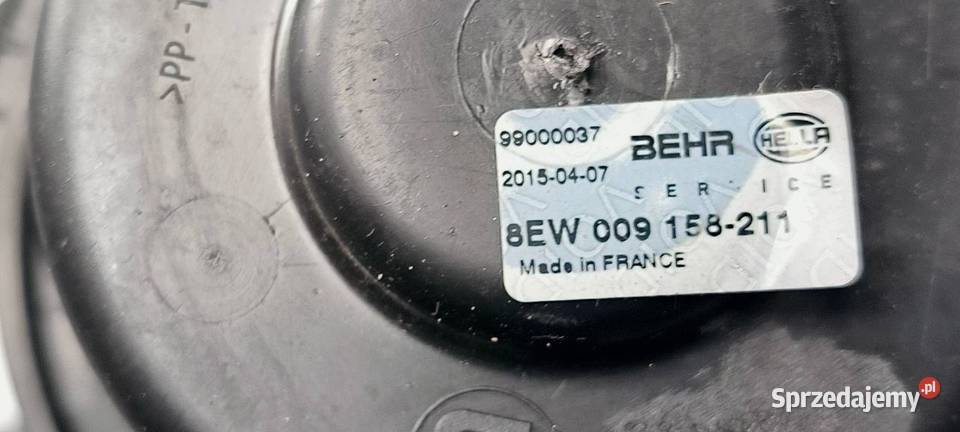 >PP-T
99000037
BEHR HELLA
2015-04-07
SERVICE
8EW 009 158-211
Made in FRANCE
Sprzedajemy.pl